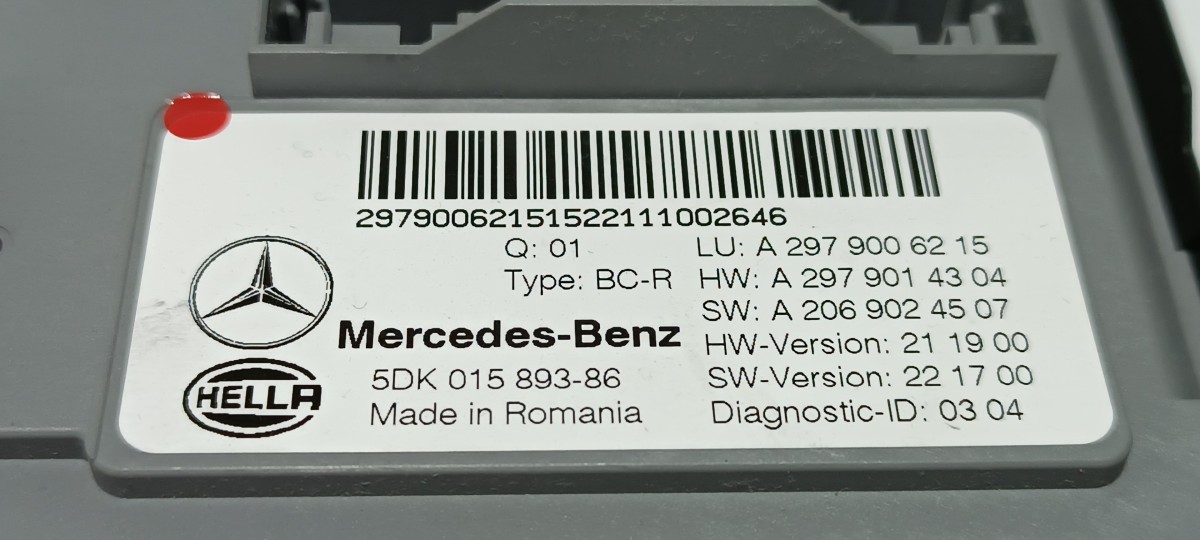 29790062151522111002646
Q: 01
LU: A 297 900 62 15
Type: BC-R
HW: A 297 901 43 04
SW: A 206 902 45 07
Mercedes-Benz
HW-Version: 21 19 00
HELLA
5DK 015 893-86
SW-Version: 22 17 00
Made in Romania
Diagnostic-ID: 03 04